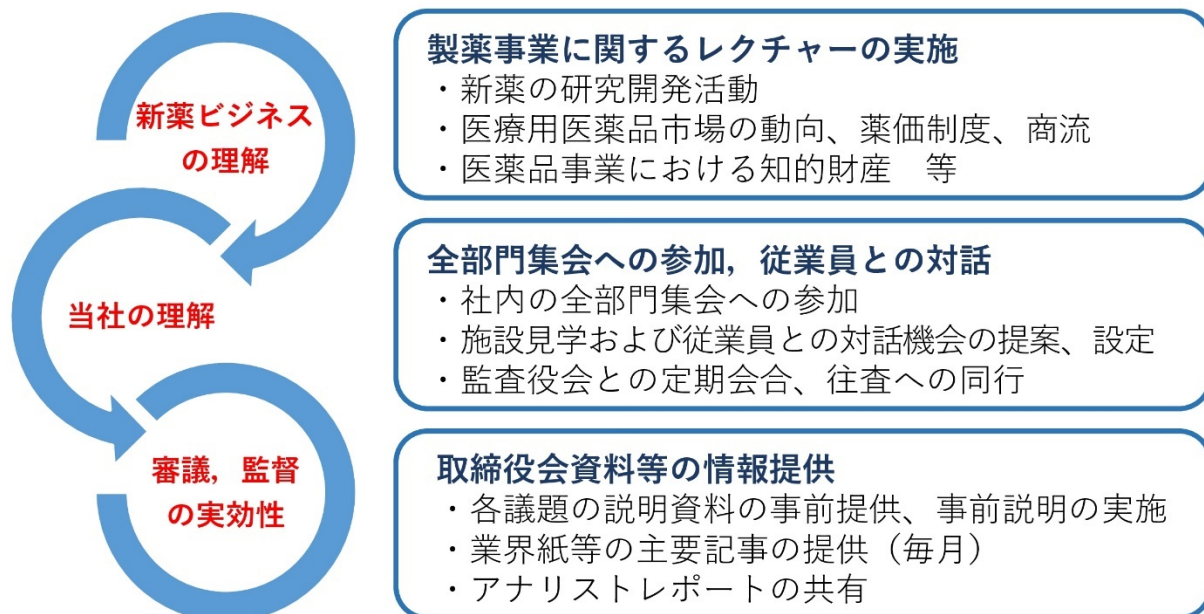 新薬ビジネス
の理解
製薬事業に関するレクチャーの実施
・新薬の研究開発活動
・医療用医薬品市場の動向、薬価制度、商流
・医薬品事業における知的財産　等
当社の理解
全部門集会への参加，従業員との対話
・社内の全部門集会への参加
・施設見学および従業員との対話機会の提案、設定
・監査役会との定期会合、往査への同行
審議，監督
の実効性
取締役会資料等の情報提供
・各議題の説明資料の事前提供、事前説明の実施
・業界紙等の主要記事の提供（毎月）
・アナリストレポートの共有